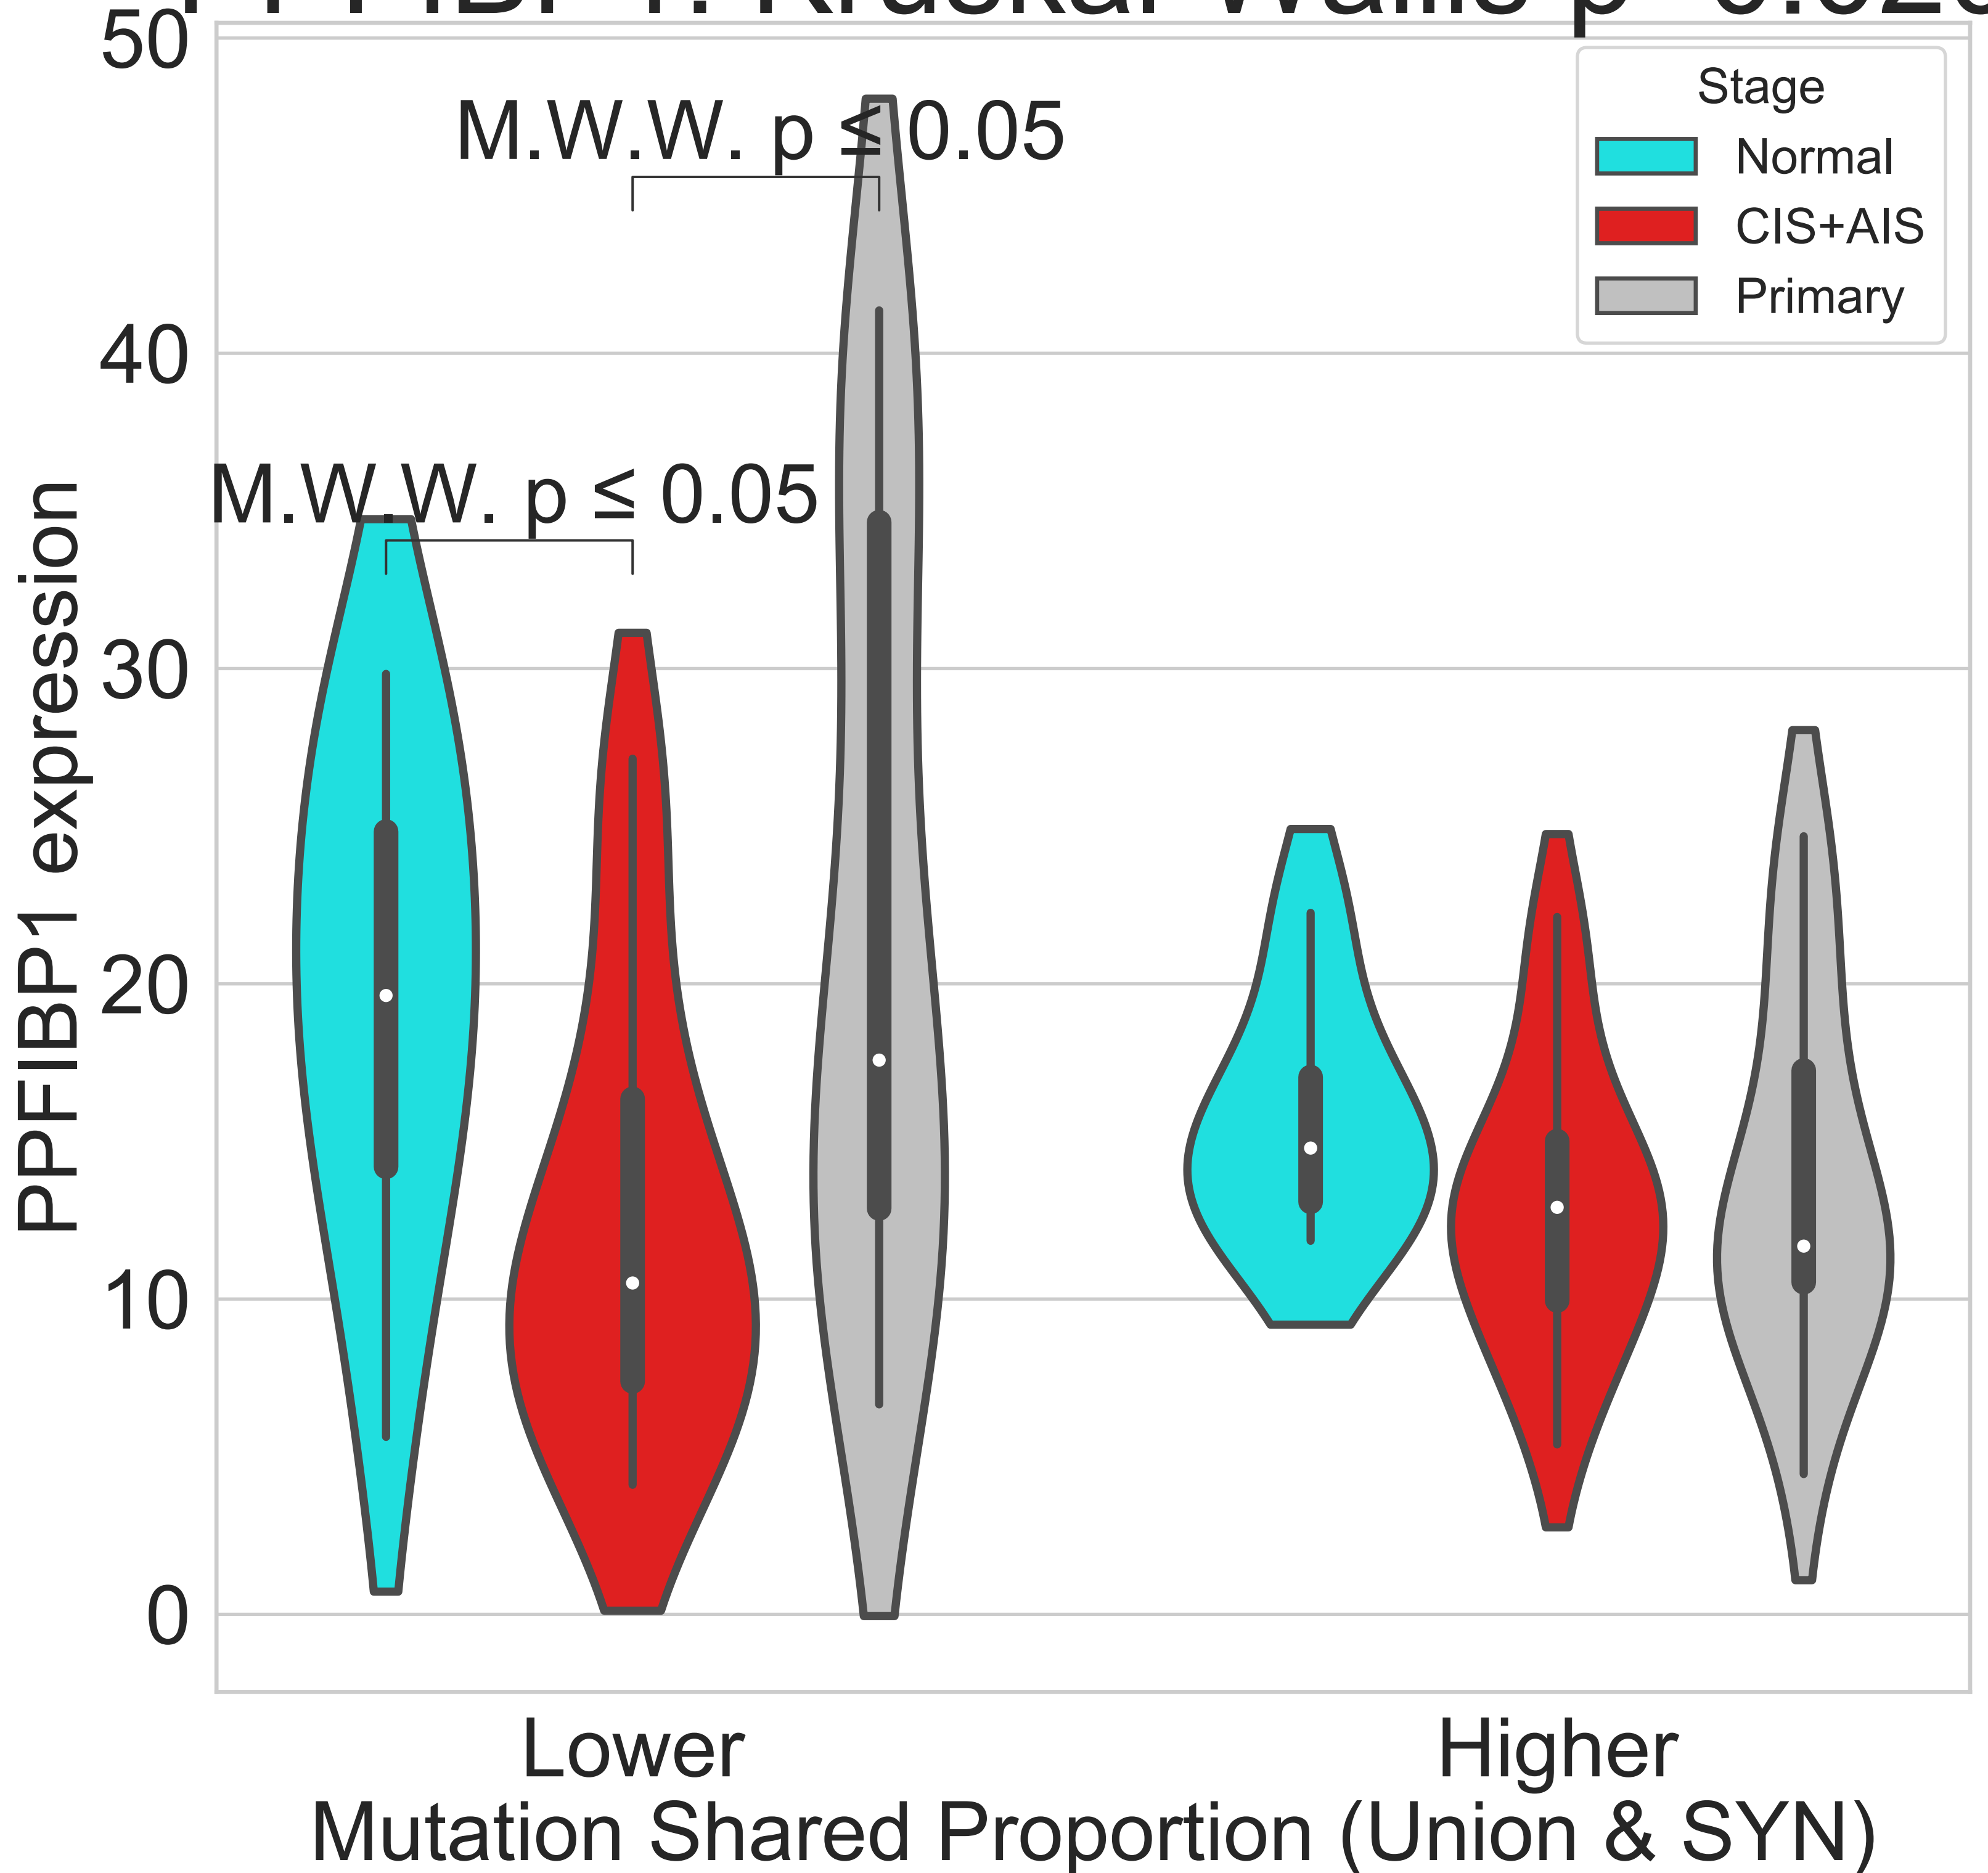 50
40
30
20
10
0
PPFIBP1 expression
M.W.W. p ≤ 0.05
M.W.W. p ≤ 0.05
Stage
Normal
CIS+AIS
Primary
Lower
Higher
Mutation Shared Proportion (Union & SYN)